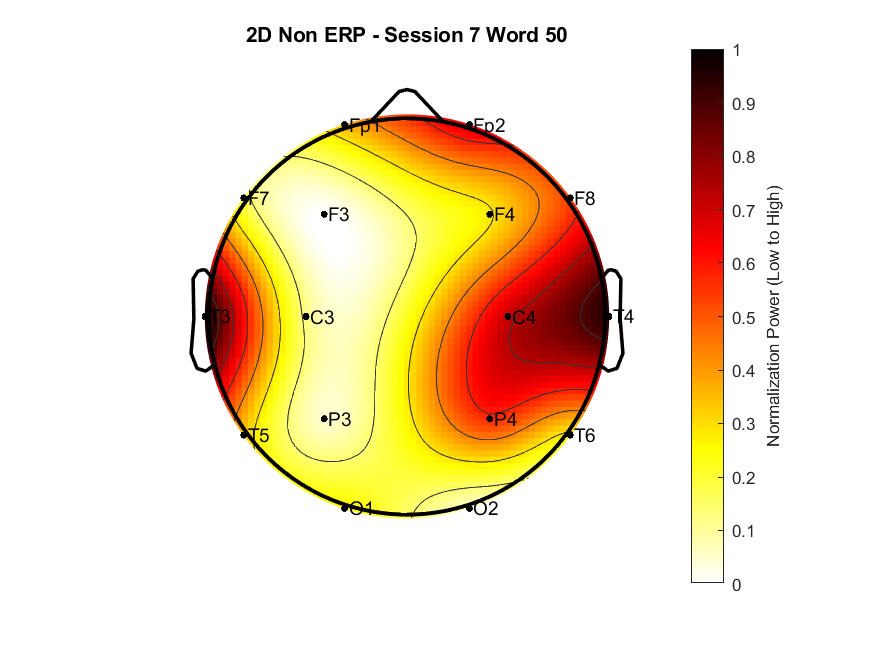 2D Non ERP - Session 7 Word 50
Fp1 Fp2
F7 F8
F3 F4
T3 C3 C4 T4
P3 P4
T5 T6
O1 O2
1
0.9
0.8
0.7
0.6
0.5
0.4
0.3
0.2
0.1
0
Normalization Power (Low to High)